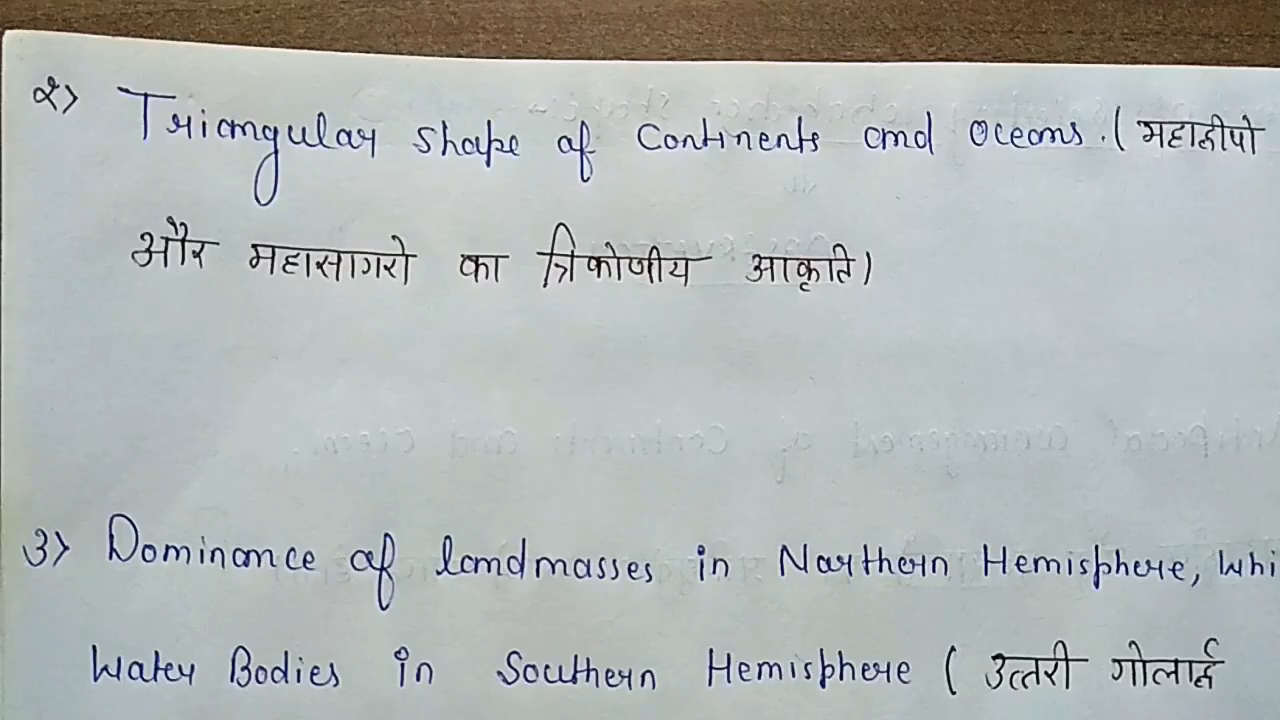 2> Triangular shape of Continents and Oceans. (महाद्वीपो
और महासागरो का त्रिकोणीय आकृति)
3> Dominance of landmasses in Northern Hemisphere, Whi
Water Bodies in Southern Hemisphere ( उत्तरी गोलार्द्ध